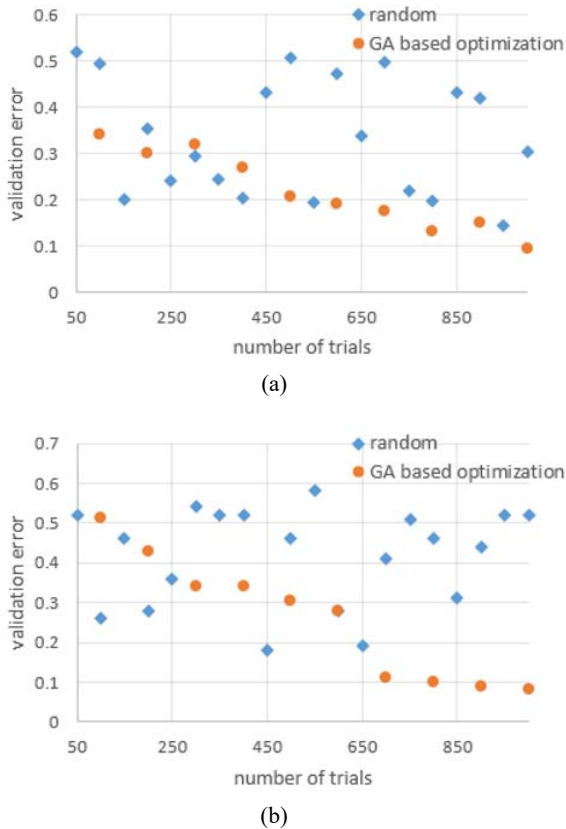 0.6
random
GA based optimization
0.5
0.4
0.3
0.2
0.1
0
validation error
50 250 450 650 850
number of trials
(a)
0.7
random
GA based optimization
0.6
0.5
0.4
0.3
0.2
0.1
0
validation error
50 250 450 650 850
number of trials
(b)